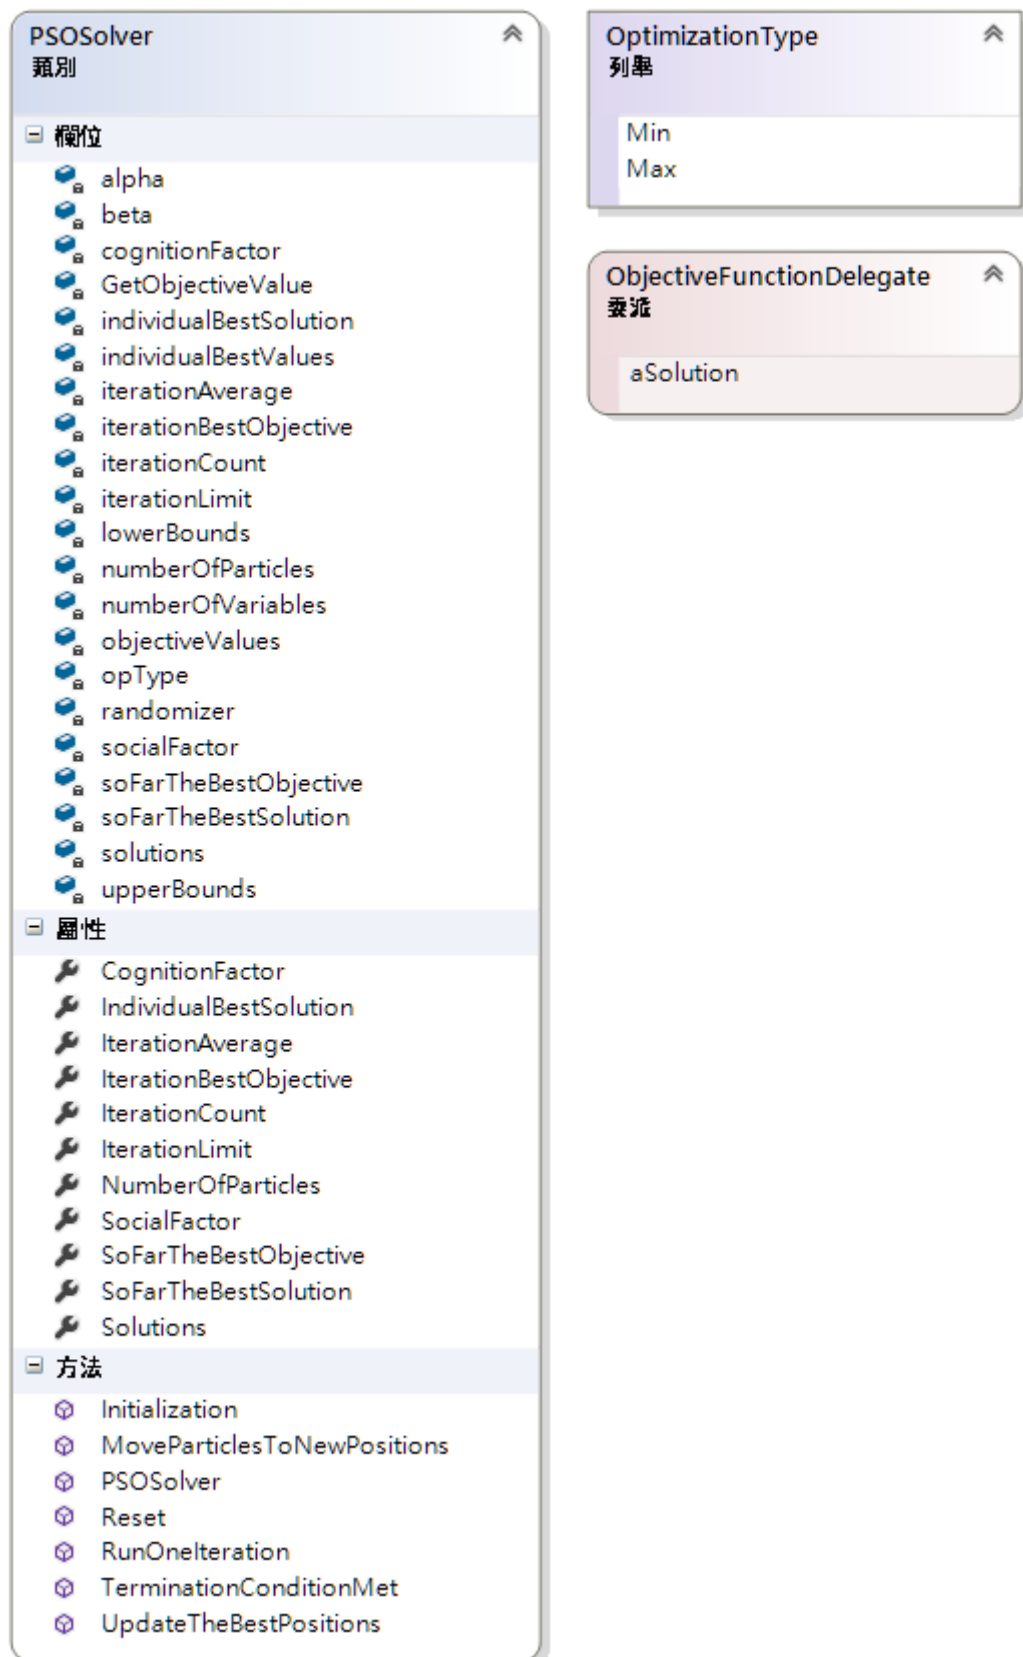 PSOSolver
類別
欄位
alpha
beta
cognitionFactor
GetObjectiveValue
individualBestSolution
individualBestValues
iterationAverage
iterationBestObjective
iterationCount
iterationLimit
lowerBounds
numberOfParticles
numberOfVariables
objectiveValues
opType
randomizer
socialFactor
soFarTheBestObjective
soFarTheBestSolution
solutions
upperBounds
屬性
CognitionFactor
IndividualBestSolution
IterationAverage
IterationBestObjective
IterationCount
IterationLimit
NumberOfParticles
SocialFactor
SoFarTheBestObjective
SoFarTheBestSolution
Solutions
方法
Initialization
MoveParticlesToNewPositions
PSOSolver
Reset
RunOneIteration
TerminationConditionMet
UpdateTheBestPositions
OptimizationType
列舉
Min
Max
ObjectiveFunctionDelegate
委派
aSolution